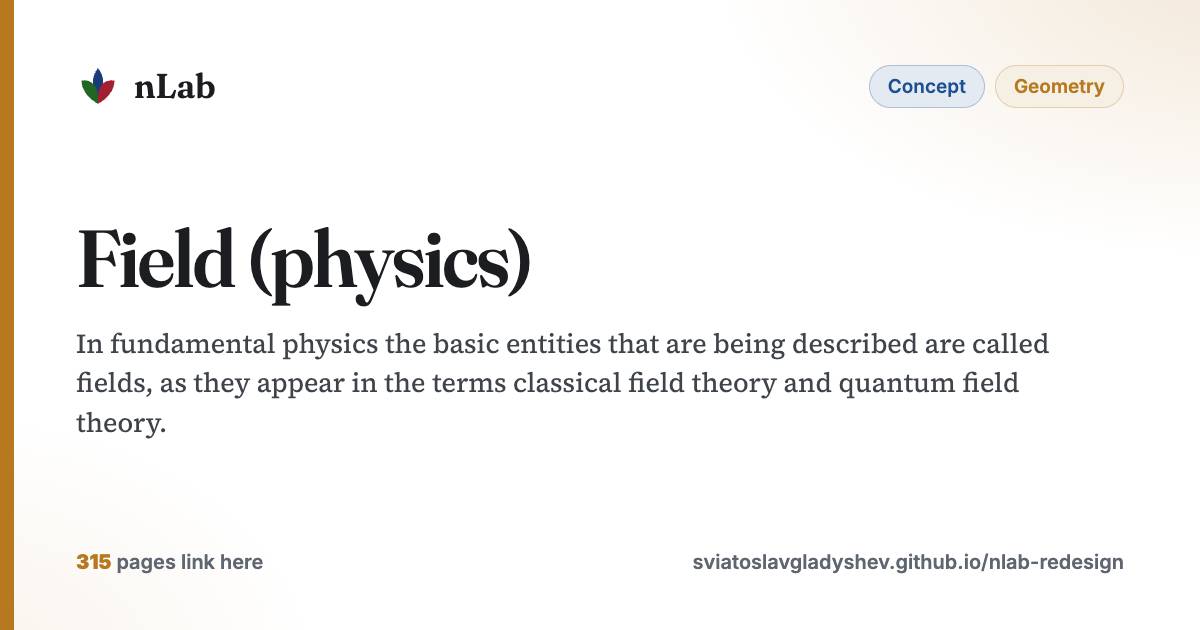 nLab
Concept
Geometry
Field (physics)
In fundamental physics the basic entities that are being described are called
fields, as they appear in the terms classical field theory and quantum field
theory.
315 pages link here
sviatoslavgladyshev.github.io/nlab-redesign